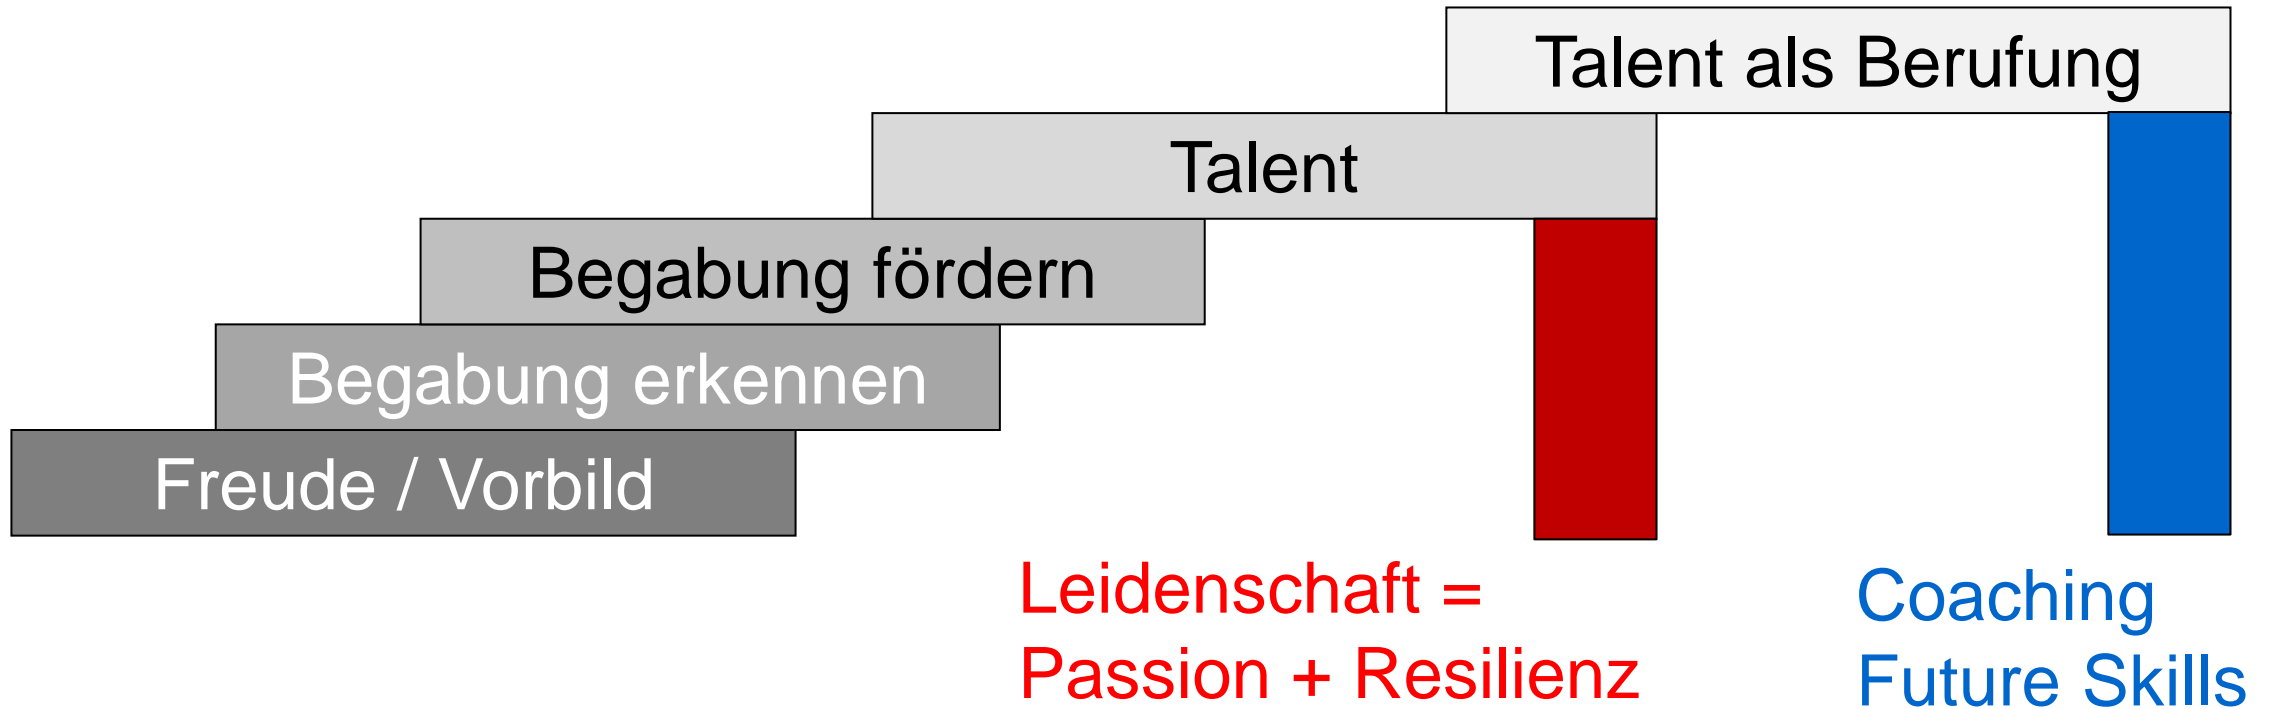 Talent als Berufung
Talent
Begabung fördern
Begabung erkennen
Freude / Vorbild
Leidenschaft =
Passion + Resilienz
Coaching
Future Skills